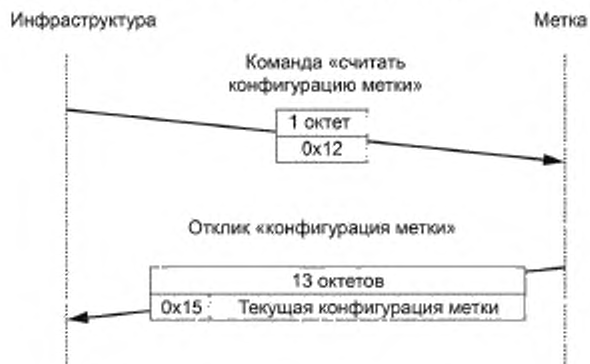 Инфраструктура Метка
Команда «считать
конфигурацию метки»
1 октет
0x12
Отклик «конфигурация метки»
13 октетов
0x15 Текущая конфигурация метки